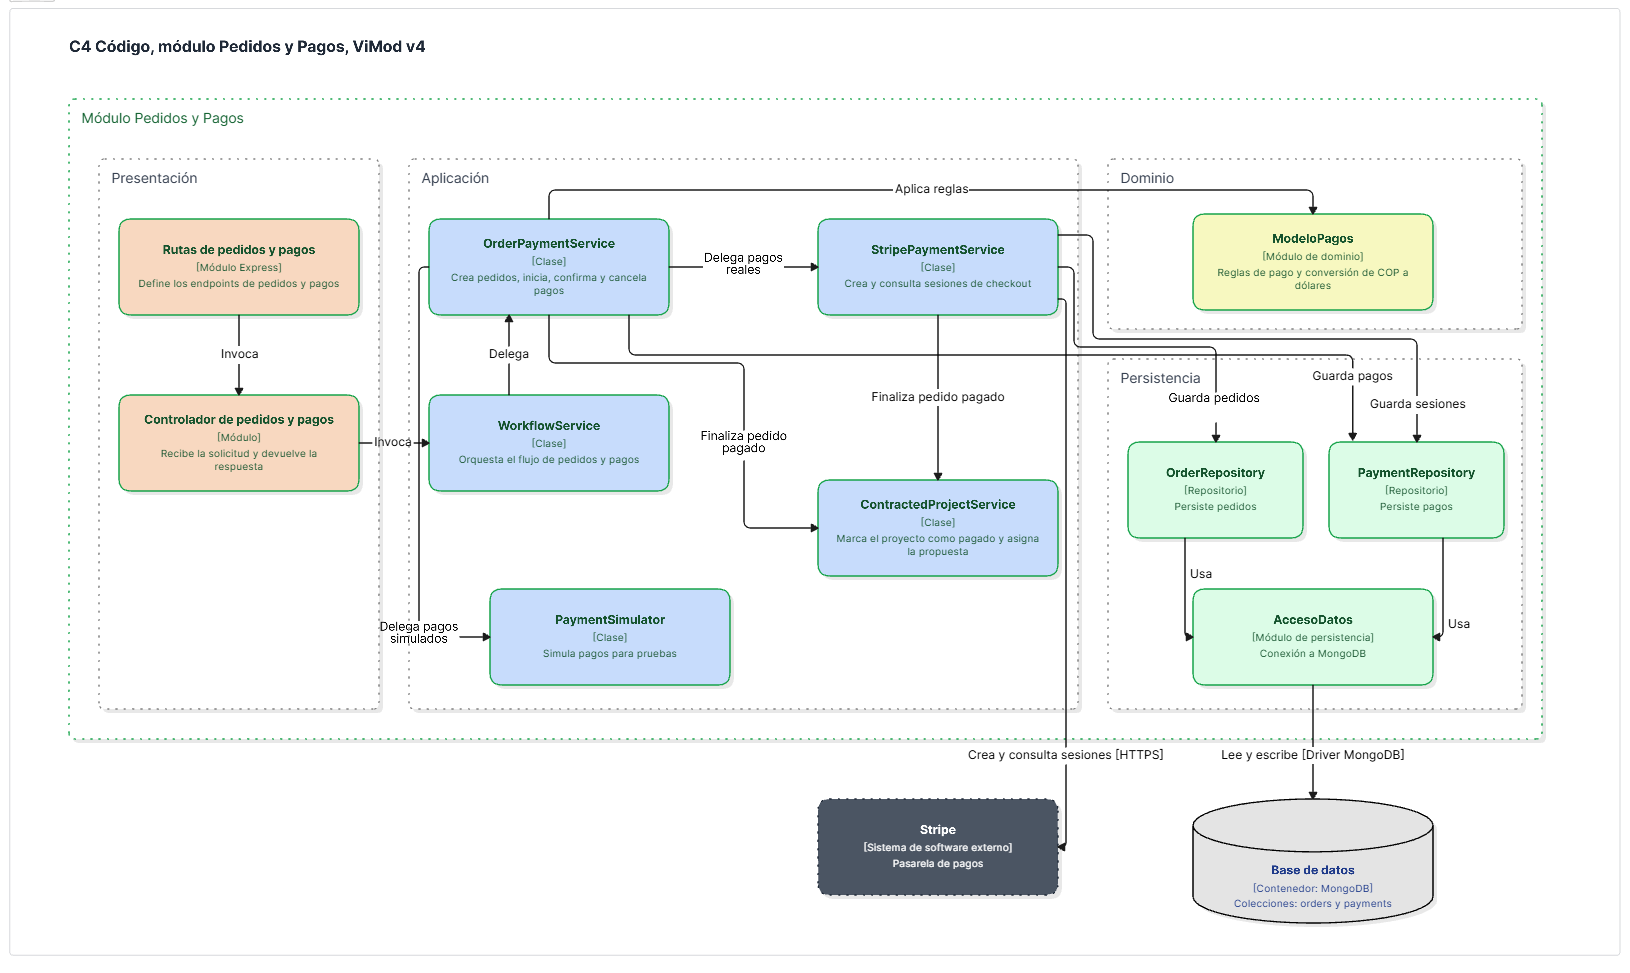 C4 Código, módulo Pedidos y Pagos, ViMod v4
Módulo Pedidos y Pagos
Presentación
Rutas de pedidos y pagos
[Módulo Express]
Define los endpoints de pedidos y pagos
Invoca
Controlador de pedidos y pagos
[Módulo]
Recibe la solicitud y devuelve la
respuesta
Invoca
Aplicación
Aplica reglas
OrderPaymentService
[Clase]
Crea pedidos, inicia, confirma y cancela
pagos
Delega pagos
reales
StripePaymentService
[Clase]
Crea y consulta sesiones de checkout
Delega
WorkflowService
[Clase]
Orquesta el flujo de pedidos y pagos
Finaliza pedido
pagado
Finaliza pedido pagado
ContractedProjectService
[Clase]
Marca el proyecto como pagado y asigna
la propuesta
Delega pagos
simulados
PaymentSimulator
[Clase]
Simula pagos para pruebas
Dominio
ModeloPagos
[Módulo de dominio]
Reglas de pago y conversión de COP a
dólares
Persistencia
Guarda pedidos
Guarda pagos
Guarda sesiones
OrderRepository
[Repositorio]
Persiste pedidos
PaymentRepository
[Repositorio]
Persiste pagos
Usa
Usa
AccesoDatos
[Módulo de persistencia]
Conexión a MongoDB
Crea y consulta sesiones [HTTPS]
Lee y escribe [Driver MongoDB]
Stripe
[Sistema de software externo]
Pasarela de pagos
Base de datos
[Contenedor: MongoDB]
Colecciones: orders y payments